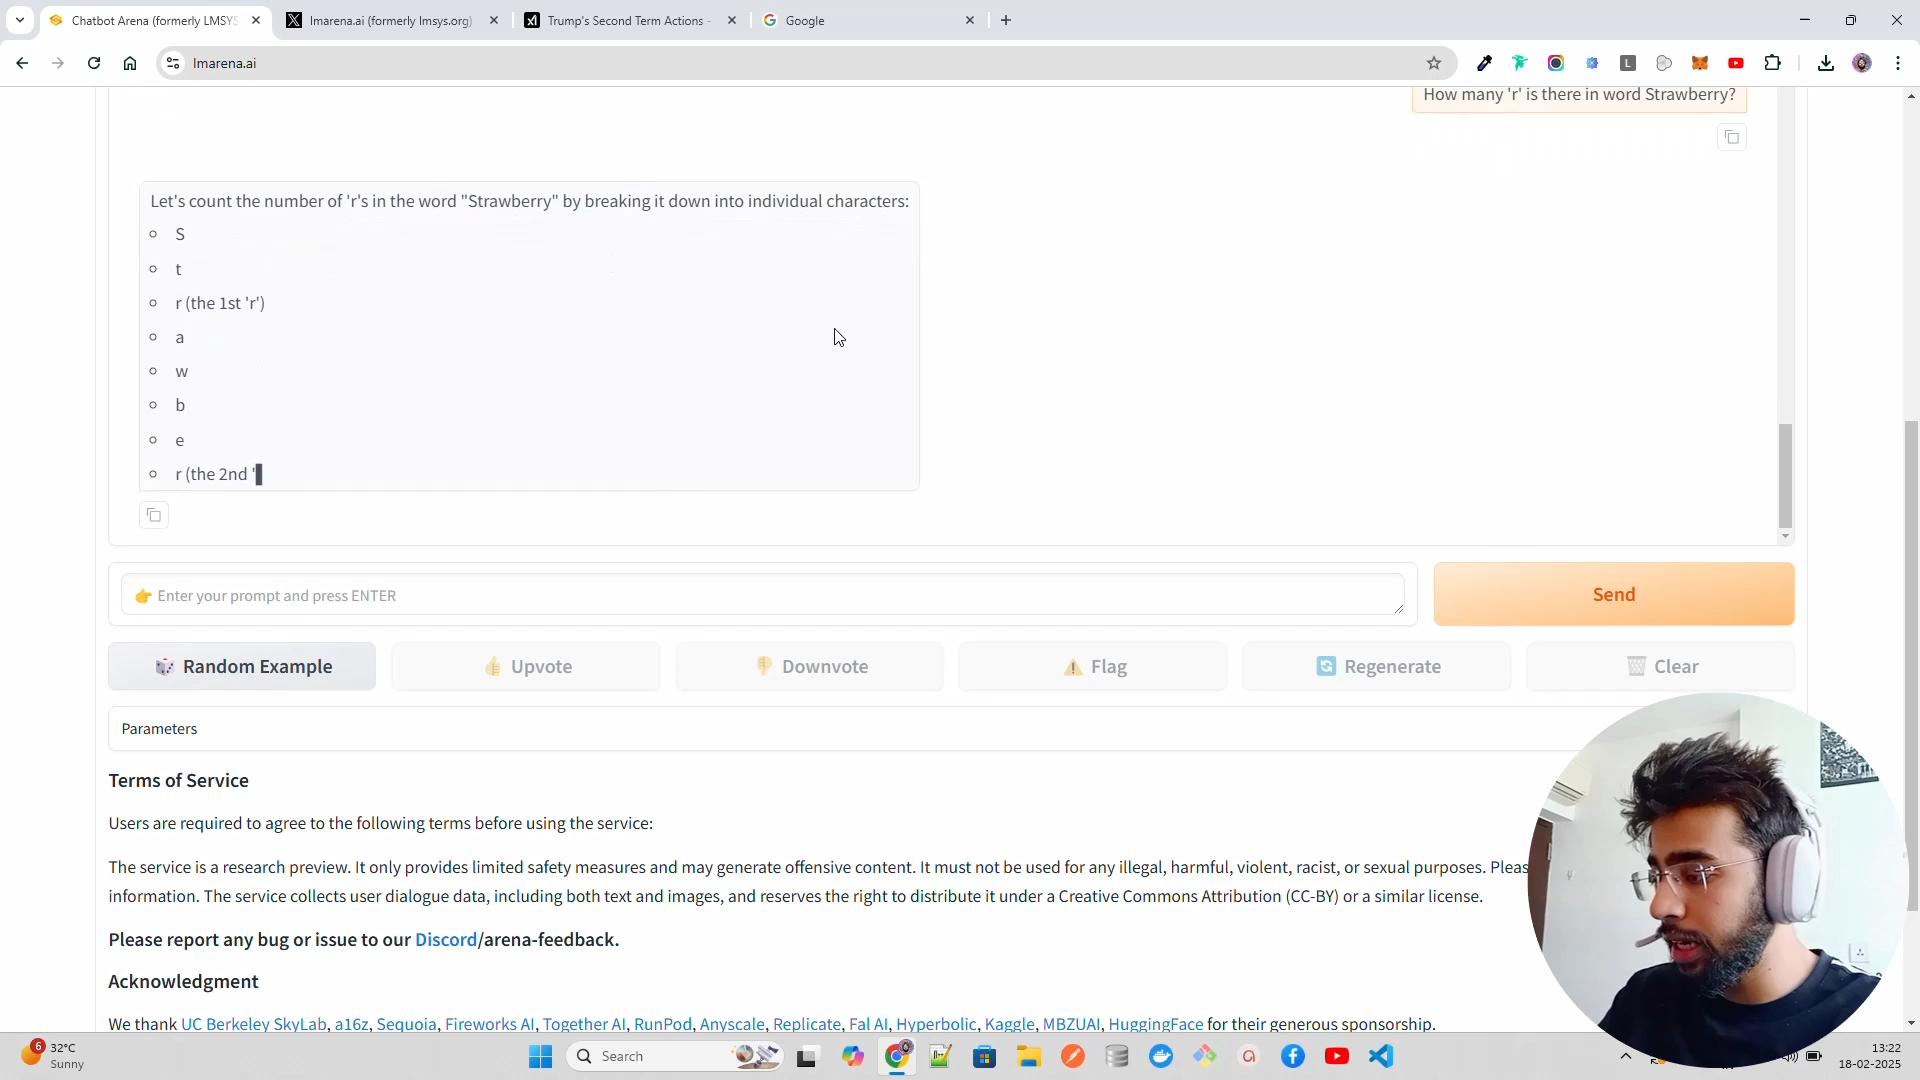 Chatbot Arena (formerly LMSYS
lmarena.ai (formerly lmsys.org)
Trump's Second Term Actions -
Google
lmarena.ai
How many 'r' is there in word Strawberry?
Let's count the number of 'r's in the word "Strawberry" by breaking it down into individual characters:
S
t
r (the 1st 'r')
a
w
b
e
r (the 2nd '
👉 Enter your prompt and press ENTER
Send
Random Example
Upvote
Downvote
Flag
Regenerate
Clear
Parameters
Terms of Service
Users are required to agree to the following terms before using the service:
The service is a research preview. It only provides limited safety measures and may generate offensive content. It must not be used for any illegal, harmful, violent, racist, or sexual purposes. Pleas
information. The service collects user dialogue data, including both text and images, and reserves the right to distribute it under a Creative Commons Attribution (CC-BY) or a similar license.
Please report any bug or issue to our Discord/arena-feedback.
Acknowledgment
We thank UC Berkeley SkyLab, a16z, Sequoia, Fireworks AI, Together AI, RunPod, Anyscale, Replicate, Fal AI, Hyperbolic, Kaggle, MBZUAI, HuggingFace for their generous sponsorship.
6
32°C
Sunny
Search
13:22
18-02-2025